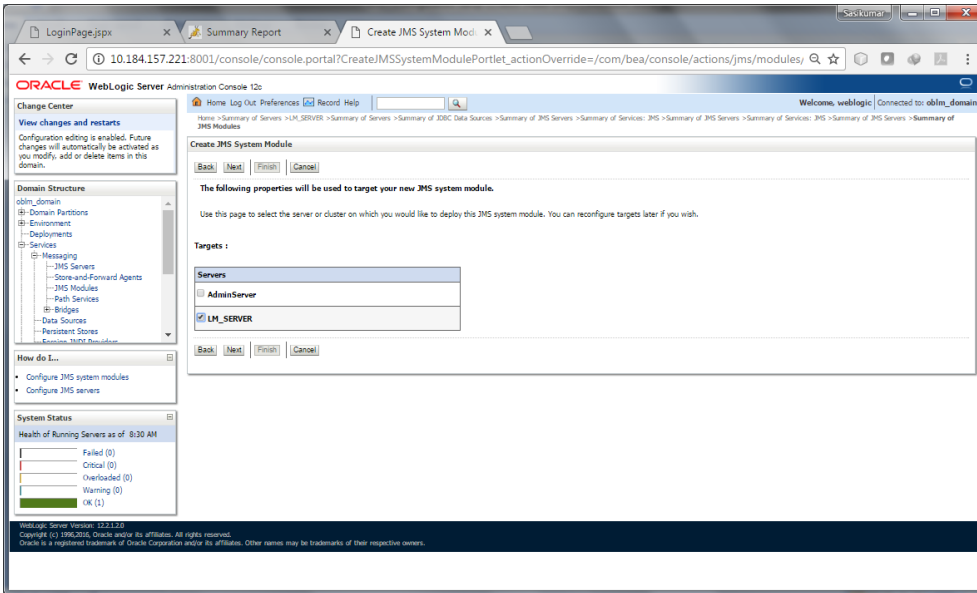 Sasikumar
LoginPage.jspx
Summary Report
Create JMS System Modu
10.184.157.221:8001/console/console.portal?CreateJMSSystemModulePortlet_actionOverride=/com/bea/console/actions/jms/modules/
ORACLE WebLogic Server Administration Console 12c
Change Center
View changes and restarts
Configuration editing is enabled. Future
changes will automatically be activated as
you modify, add or delete items in this
domain.
Domain Structure
oblm_domain
Domain Partitions
Environment
Deployments
Services
Messaging
JMS Servers
Store-and-Forward Agents
JMS Modules
Path Services
Bridges
Data Sources
Persistent Stores
Foreign JNDI Providers
How do I...
Configure JMS system modules
Configure JMS servers
System Status
Health of Running Servers as of 8:30 AM
Failed (0)
Critical (0)
Overloaded (0)
Warning (0)
OK (1)
Home Log Out Preferences Record Help
Welcome, weblogic Connected to: oblm_domain
Home >Summary of Servers >LM_SERVER >Summary of Servers >Summary of JDBC Data Sources >Summary of JMS Servers >Summary of Services: JMS >Summary of JMS Servers >Summary of Services: JMS >Summary of JMS Servers >Summary of
JMS Modules
Create JMS System Module
Back Next Finish Cancel
The following properties will be used to target your new JMS system module.
Use this page to select the server or cluster on which you would like to deploy this JMS system module. You can reconfigure targets later if you wish.
Targets :
Servers
AdminServer
LM_SERVER
Back Next Finish Cancel
WebLogic Server Version: 12.2.1.2.0
Copyright (c) 1996,2016, Oracle and/or its affiliates. All rights reserved.
Oracle is a registered trademark of Oracle Corporation and/or its affiliates. Other names may be trademarks of their respective owners.